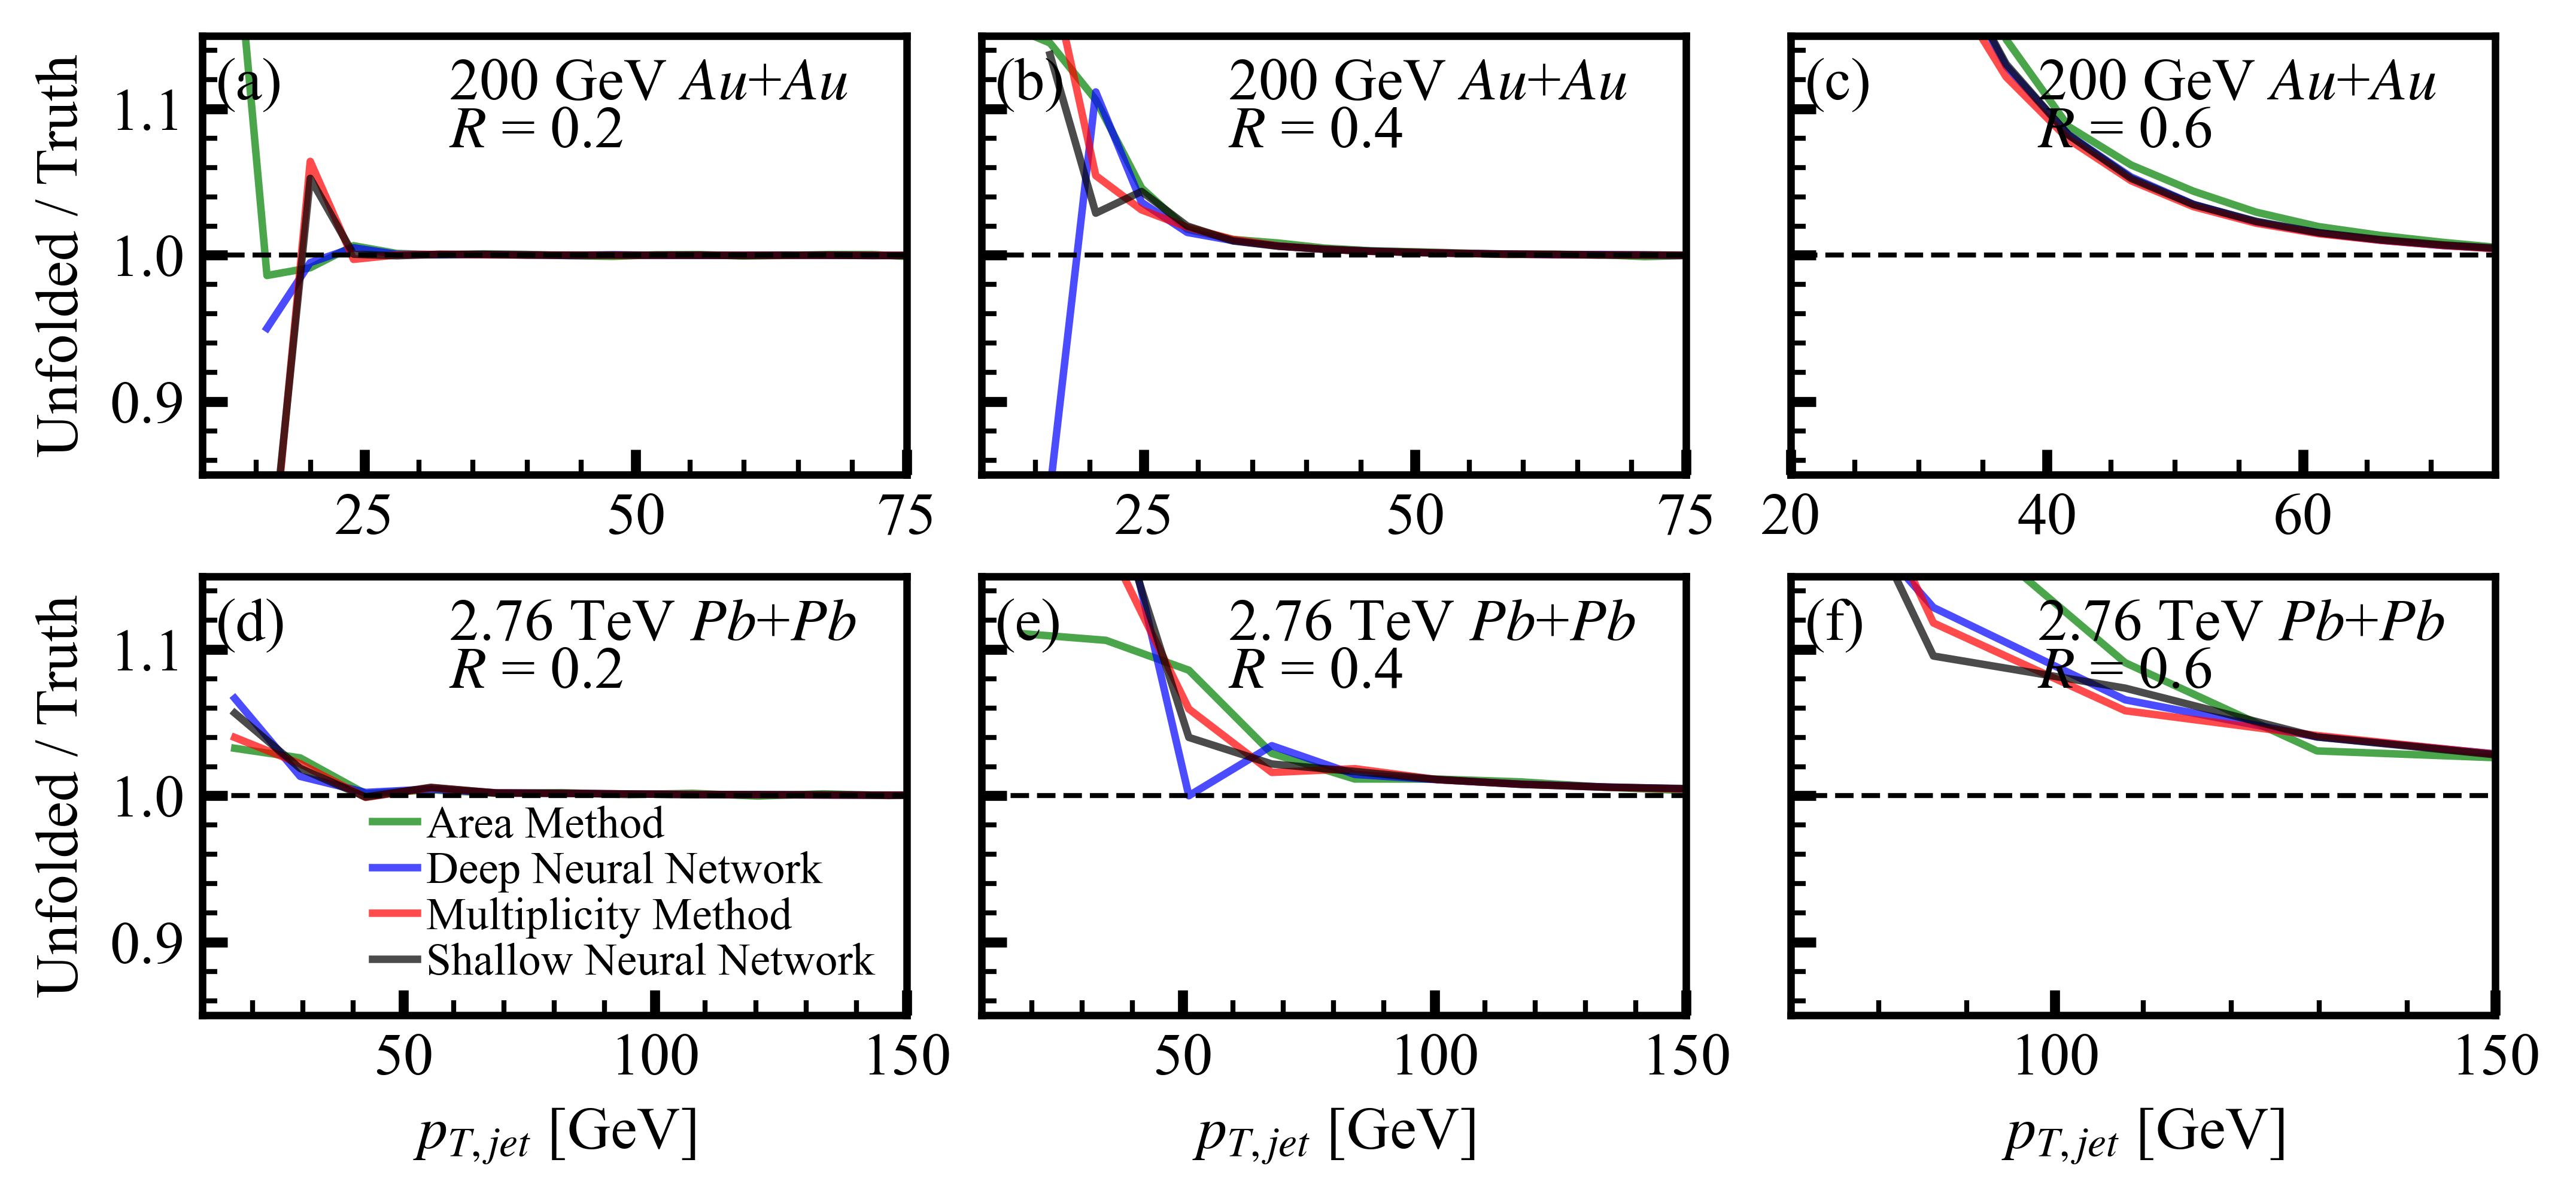 Unfolded / Truth
1.1
1.0
0.9
(a)
200 GeV Au+Au
R = 0.2
25
50
75
(b)
200 GeV Au+Au
R = 0.4
25
50
75
(c)
200 GeV Au+Au
R = 0.6
20
40
60
Unfolded / Truth
1.1
1.0
0.9
(d)
2.76 TeV Pb+Pb
R = 0.2
Area Method
Deep Neural Network
Multiplicity Method
Shallow Neural Network
50
100
150
p_{T,jet} [GeV]
(e)
2.76 TeV Pb+Pb
R = 0.4
50
100
150
p_{T,jet} [GeV]
(f)
2.76 TeV Pb+Pb
R = 0.6
100
150
p_{T,jet} [GeV]